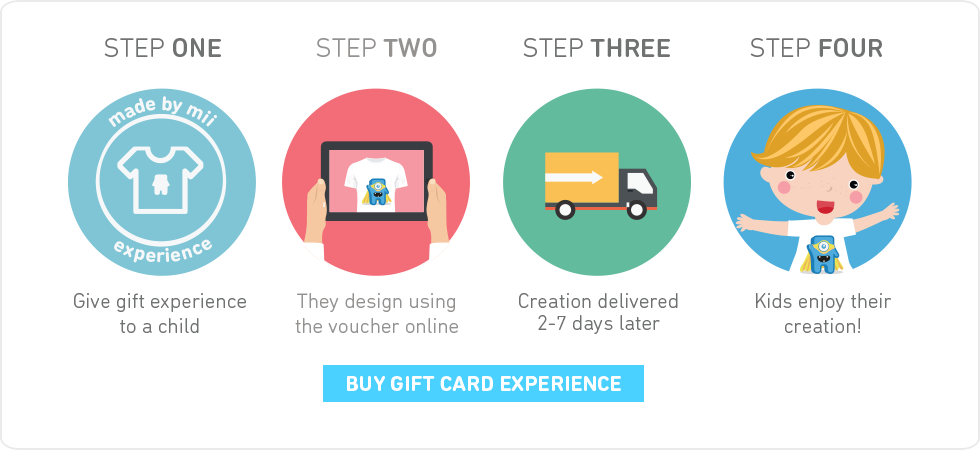 STEP ONE
STEP TWO
STEP THREE
STEP FOUR
made by mii
experience
Give gift experience
to a child
They design using
the voucher online
Creation delivered
2-7 days later
Kids enjoy their
creation!
BUY GIFT CARD EXPERIENCE